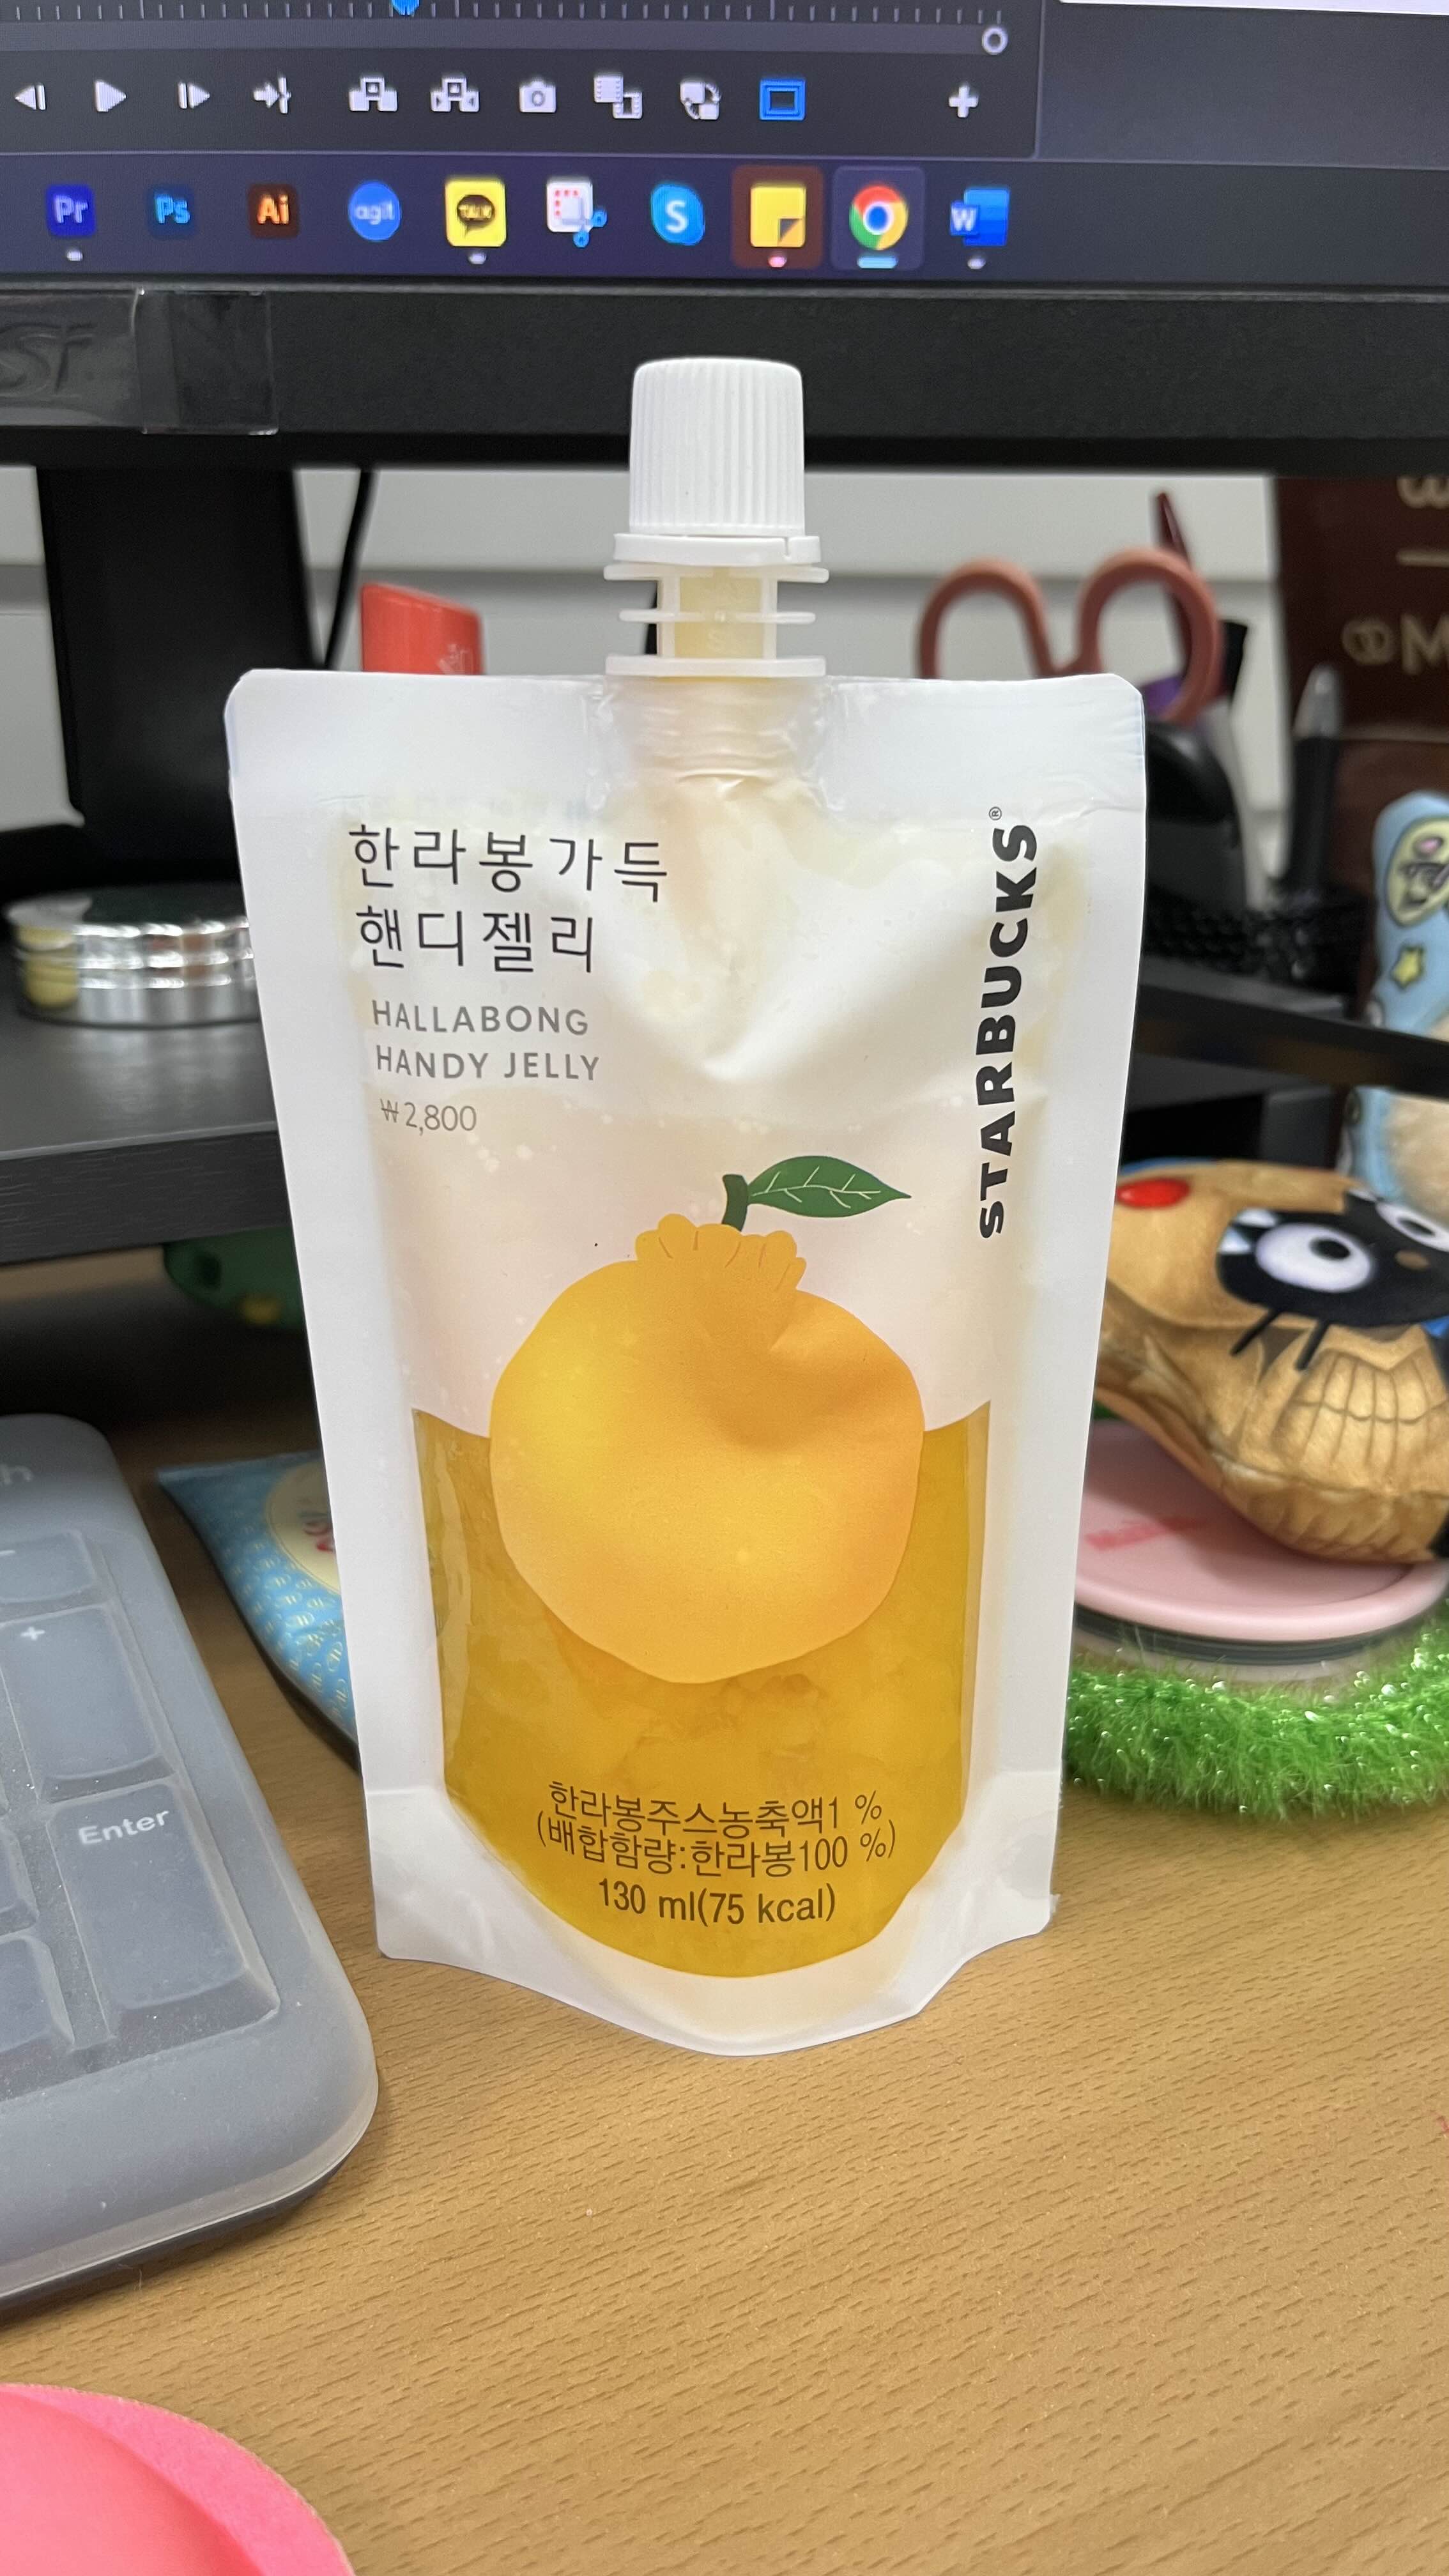 Pr
Ps
Ai
agit
TALK
S
W
한라봉가득
핸디젤리
HALLABONG
HANDY JELLY
₩2,800
STARBUCKS®
+
Enter
한라봉주스농축액1 %
(배합함량:한라봉100 %)
130 ml(75 kcal)